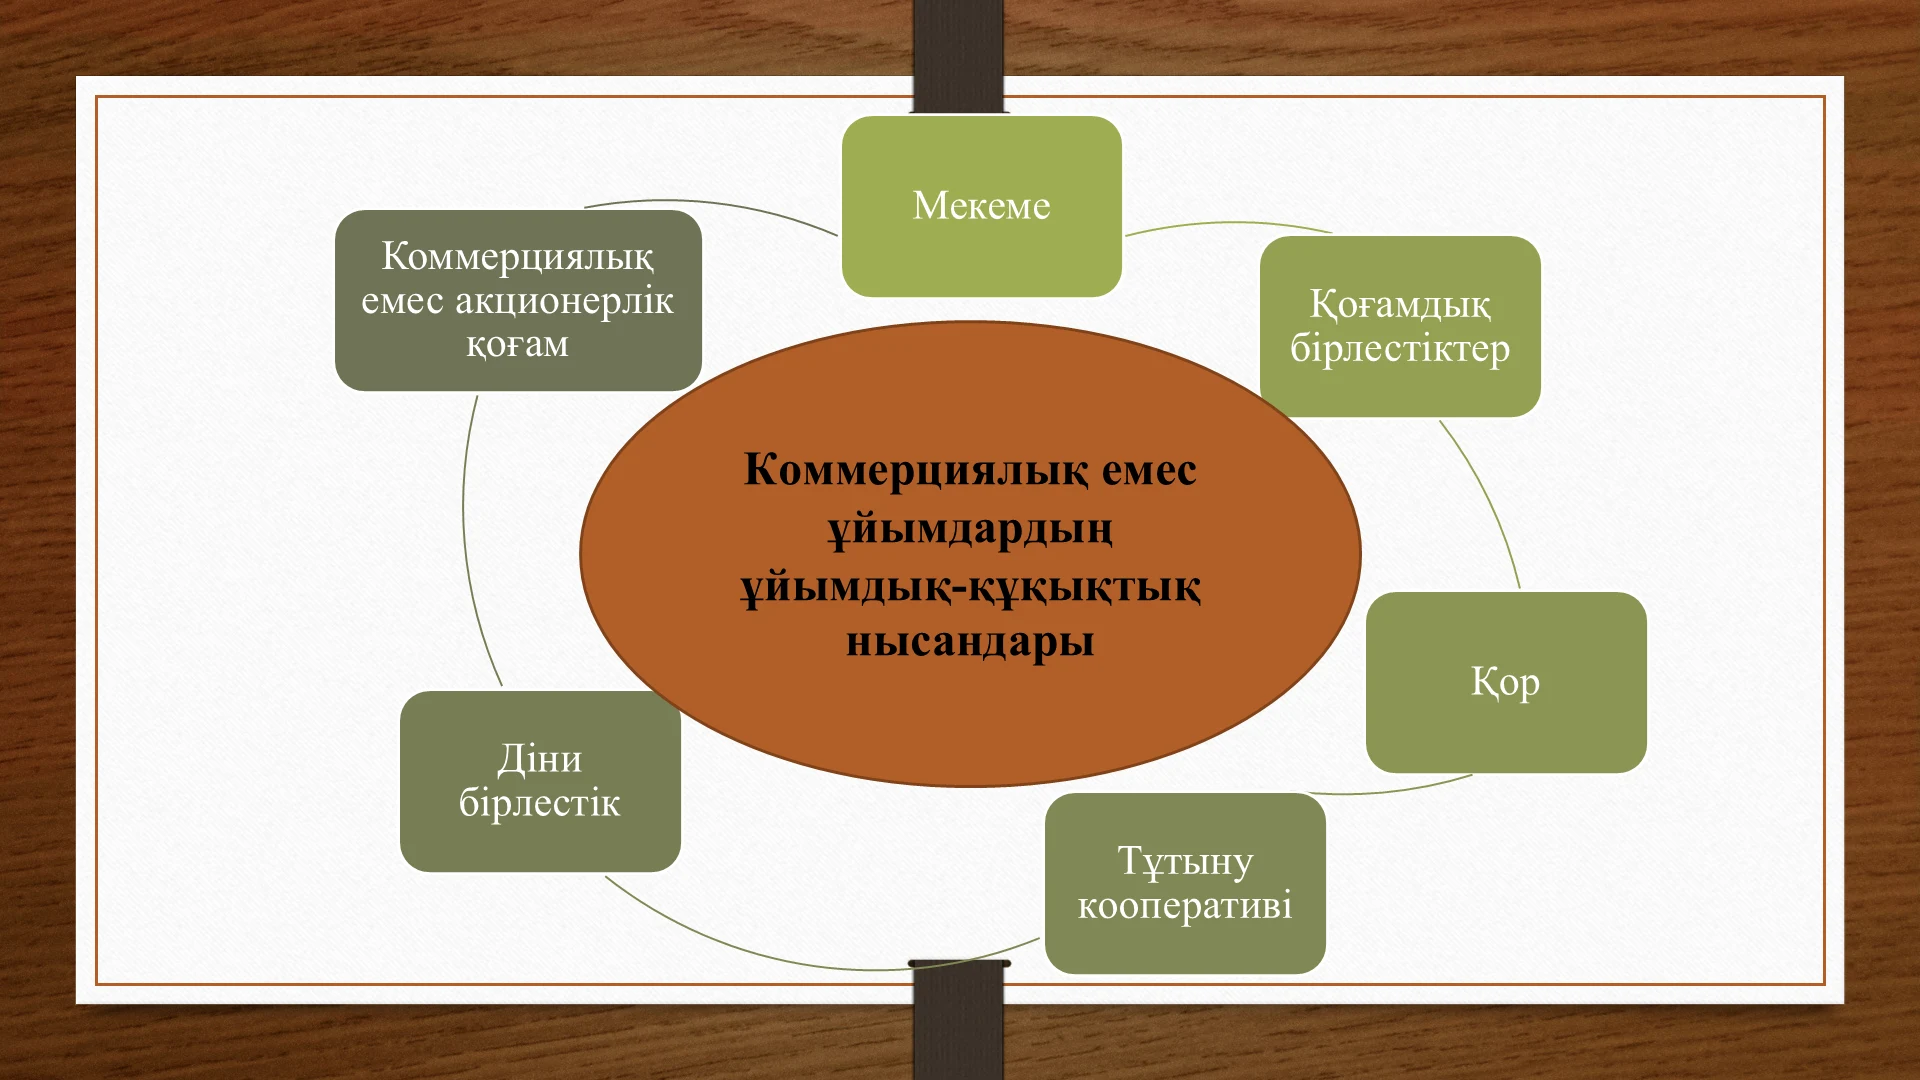 Мекеме
Қоғамдық
бірлестіктер
Қор
Тұтыну
кооперативі
Діни
бірлестік
Коммерциялық
емес акционерлік
қоғам
Коммерциялық емес
ұйымдардың
ұйымдық-құқықтық
нысандары